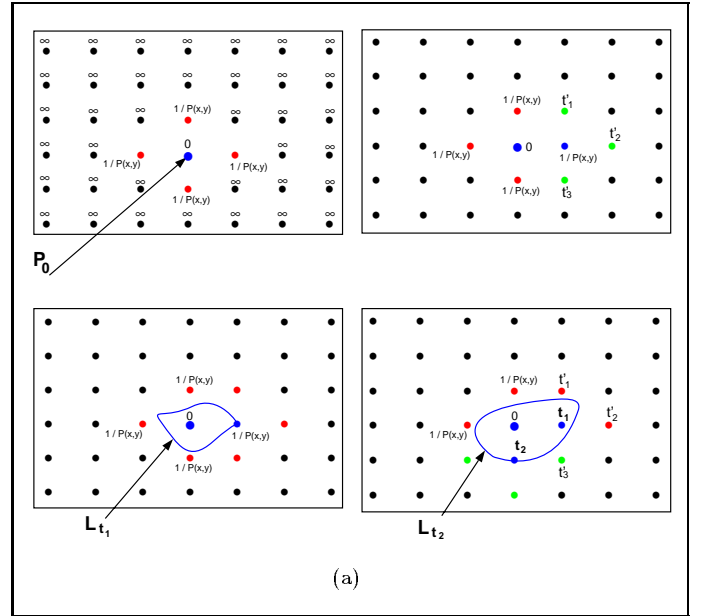 ∞ ∞ ∞ ∞ ∞ ∞ ∞
∞ ∞ ∞ ∞ ∞ ∞ ∞
∞ ∞ ∞ 1 / P(x,y) ∞ ∞ ∞
∞ ∞ 0 ∞ ∞
1 / P(x,y) 1 / P(x,y)
∞ ∞ ∞ ∞ ∞ ∞
1 / P(x,y)
∞ ∞ ∞ ∞ ∞ ∞
P0
1 / P(x,y) t'1
0 t'2
1 / P(x,y) 1 / P(x,y)
1 / P(x,y) t'3
1 / P(x,y)
0
1 / P(x,y) 1 / P(x,y)
1 / P(x,y)
Lt1
1 / P(x,y) t'1
0 t1 t'2
1 / P(x,y) t2
t'3
Lt2
(a)